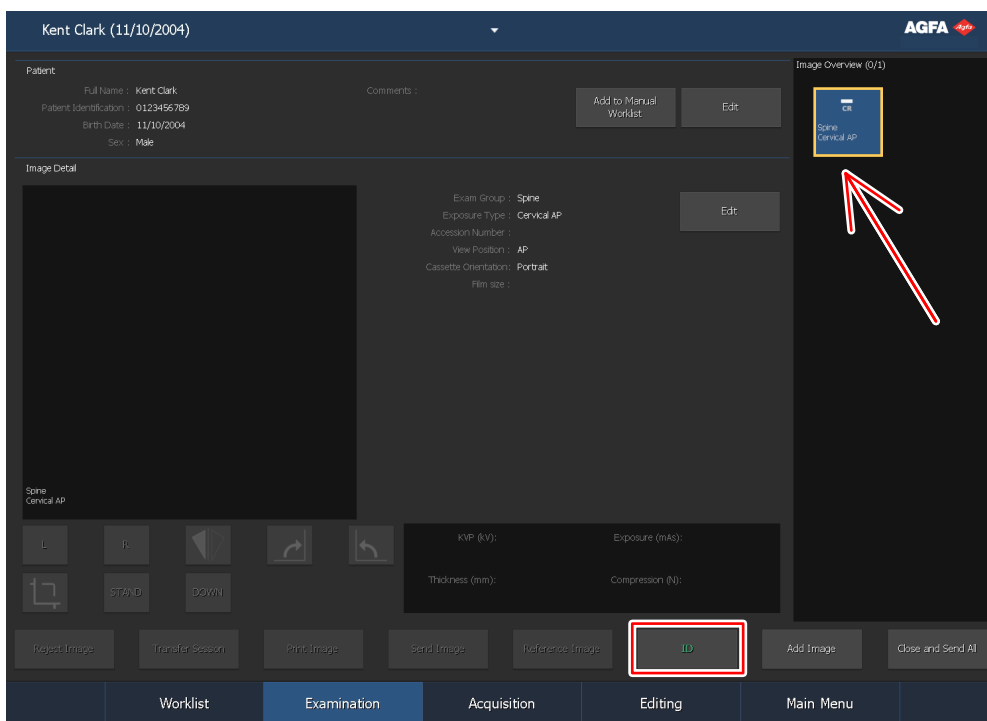 Kent Clark (11/10/2004)
AGFA Agfa
Patient
Full Name : Kent Clark
Comments :
Patient Identification : 0123456789
Birth Date : 11/10/2004
Sex : Male
Add to Manual
Worklist
Edit
Image Overview (0/1)
CR
Spine
Cervical AP
Image Detail
Exam Group : Spine
Exposure Type : Cervical AP
Accession Number :
View Position : AP
Cassette Orientation: Portrait
Film size :
Edit
Spine
Cervical AP
L
R
STAND
DOWN
KVP (kV):
Exposure (mAs):
Thickness (mm):
Compression (N):
Reject Image
Transfer Session
Print Image
Send Image
Reference Image
ID
Add Image
Close and Send All
Worklist
Examination
Acquisition
Editing
Main Menu